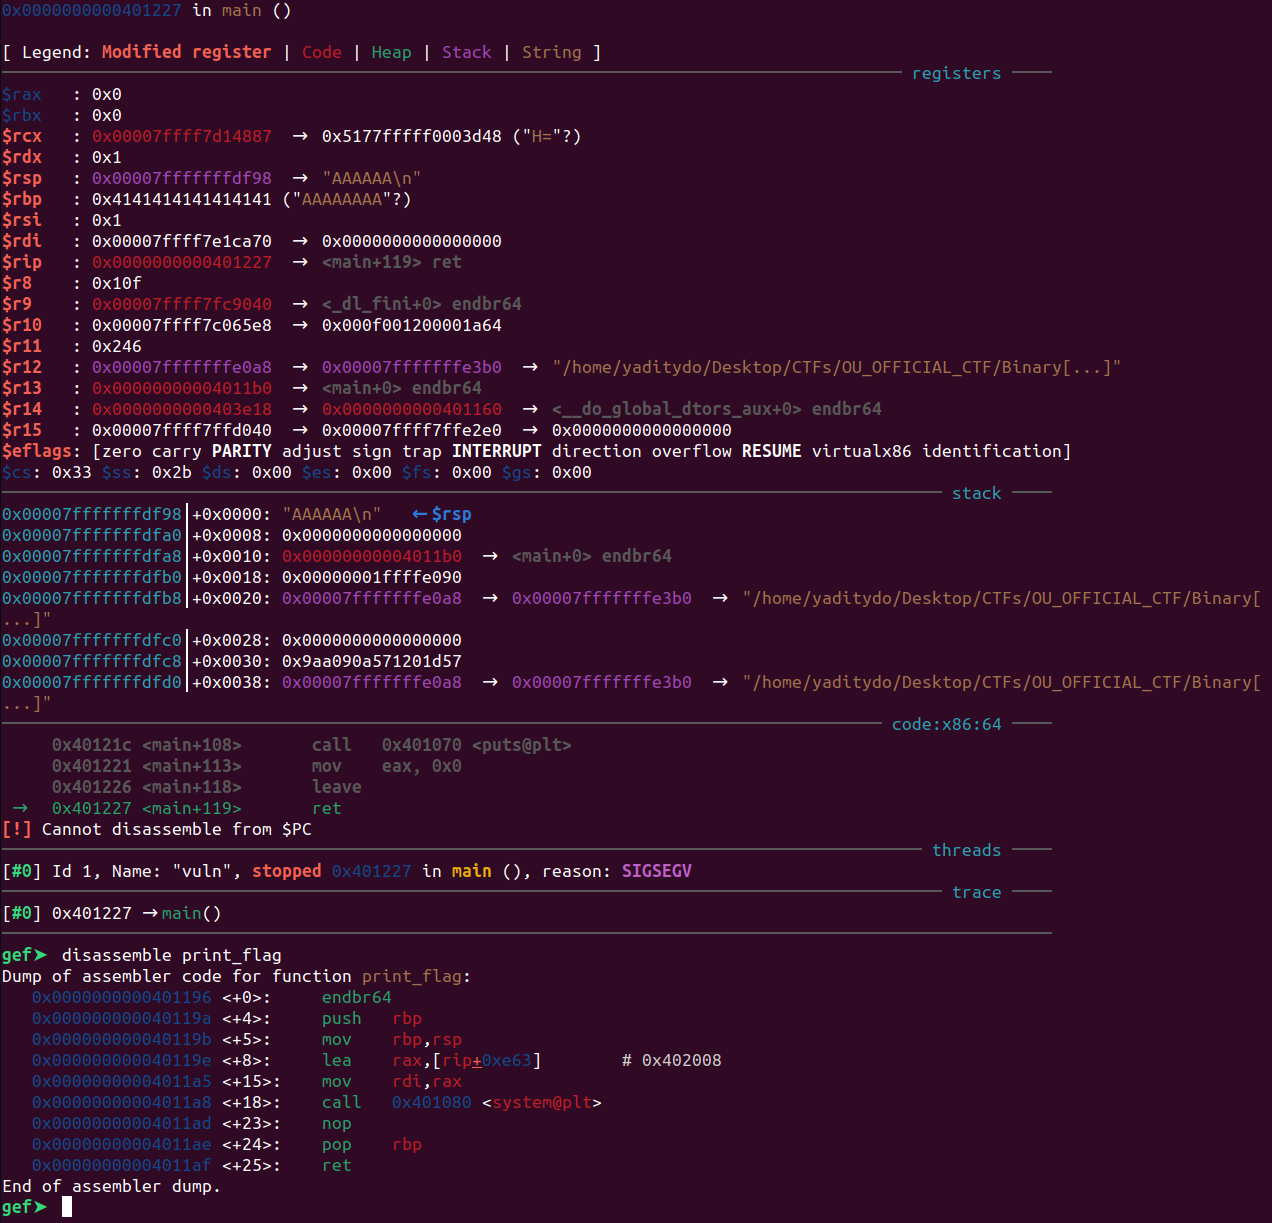 0x0000000000401227 in main ()
[ Legend: Modified register | Code | Heap | Stack | String ]
registers
$rax   : 0x0
$rbx   : 0x0
$rcx   : 0x00007ffff7d14887  →  0x5177fffff0003d48 ("H="?)
$rdx   : 0x1
$rsp   : 0x00007fffffffdf98  →  "AAAAAA\n"
$rbp   : 0x4141414141414141 ("AAAAAAAA"?)
$rsi   : 0x1
$rdi   : 0x00007ffff7e1ca70  →  0x0000000000000000
$rip   : 0x0000000000401227  →  <main+119> ret
$r8    : 0x10f
$r9    : 0x00007ffff7fc9040  →  <_dl_fini+0> endbr64
$r10   : 0x00007ffff7c065e8  →  0x000f001200001a64
$r11   : 0x246
$r12   : 0x00007fffffffe0a8  →  0x00007fffffffe3b0  →  "/home/yaditydo/Desktop/CTFs/OU_OFFICIAL_CTF/Binary[...]"
$r13   : 0x00000000004011b0  →  <main+0> endbr64
$r14   : 0x0000000000403e18  →  0x0000000000401160  →  <__do_global_dtors_aux+0> endbr64
$r15   : 0x00007ffff7ffd040  →  0x00007ffff7ffe2e0  →  0x0000000000000000
$eflags: [zero carry PARITY adjust sign trap INTERRUPT direction overflow RESUME virtualx86 identification]
$cs: 0x33 $ss: 0x2b $ds: 0x00 $es: 0x00 $fs: 0x00 $gs: 0x00
stack
0x00007fffffffdf98│+0x0000: "AAAAAA\n"   ←$rsp
0x00007fffffffdfa0│+0x0008: 0x0000000000000000
0x00007fffffffdfa8│+0x0010: 0x00000000004011b0  →  <main+0> endbr64
0x00007fffffffdfb0│+0x0018: 0x00000001ffffe090
0x00007fffffffdfb8│+0x0020: 0x00007fffffffe0a8  →  0x00007fffffffe3b0  →  "/home/yaditydo/Desktop/CTFs/OU_OFFICIAL_CTF/Binary[
...]"
0x00007fffffffdfc0│+0x0028: 0x0000000000000000
0x00007fffffffdfc8│+0x0030: 0x9aa090a571201d57
0x00007fffffffdfd0│+0x0038: 0x00007fffffffe0a8  →  0x00007fffffffe3b0  →  "/home/yaditydo/Desktop/CTFs/OU_OFFICIAL_CTF/Binary[
...]"
code:x86:64
0x40121c <main+108>       call   0x401070 <puts@plt>
0x401221 <main+113>       mov    eax, 0x0
0x401226 <main+118>       leave
→  0x401227 <main+119>       ret
[!] Cannot disassemble from $PC
threads
[#0] Id 1, Name: "vuln", stopped 0x401227 in main (), reason: SIGSEGV
trace
[#0] 0x401227 →main()
gef➤  disassemble print_flag
Dump of assembler code for function print_flag:
0x0000000000401196 <+0>:     endbr64
0x000000000040119a <+4>:     push   rbp
0x000000000040119b <+5>:     mov    rbp,rsp
0x000000000040119e <+8>:     lea    rax,[rip+0xe63]        # 0x402008
0x00000000004011a5 <+15>:    mov    rdi,rax
0x00000000004011a8 <+18>:    call   0x401080 <system@plt>
0x00000000004011ad <+23>:    nop
0x00000000004011ae <+24>:    pop    rbp
0x00000000004011af <+25>:    ret
End of assembler dump.
gef➤